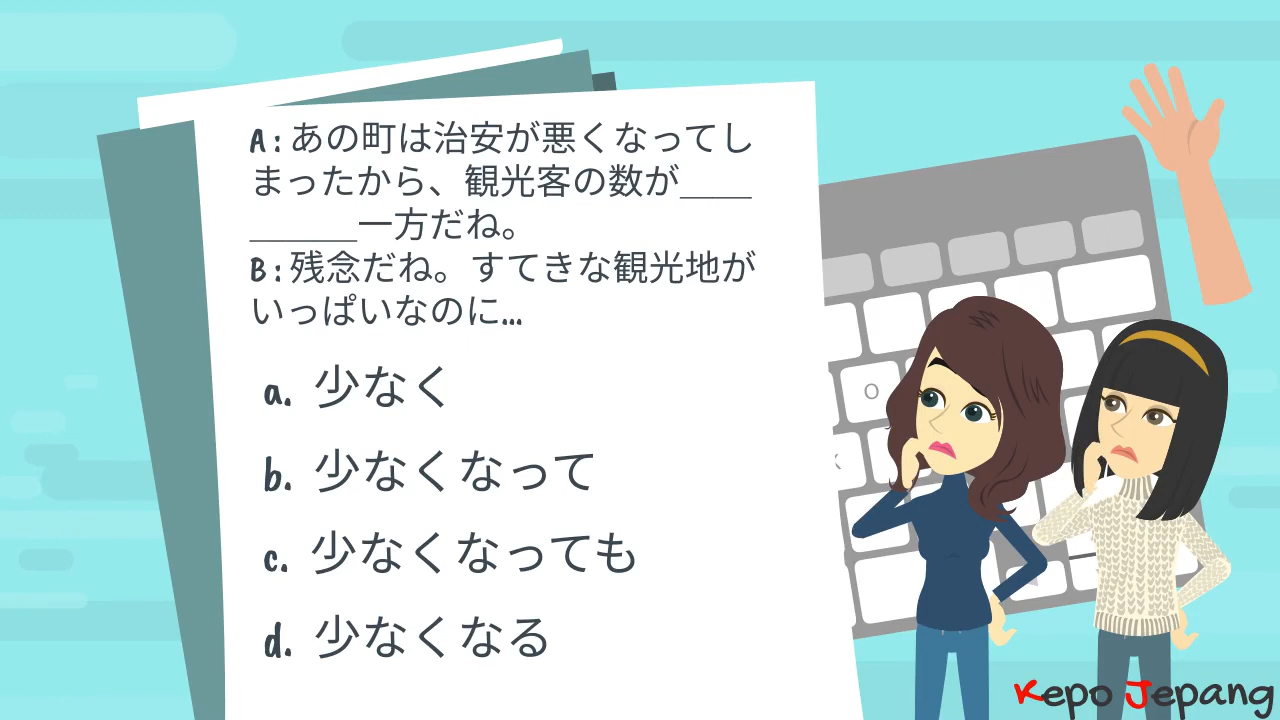 A : あの町は治安が悪くなってし
まったから、観光客の数が____
______一方だね。
B : 残念だね。すてきな観光地が
いっぱいなのに...
a. 少なく
b. 少なくなって
c. 少なくなっても
d. 少なくなる
O
K
Kepo Jepang